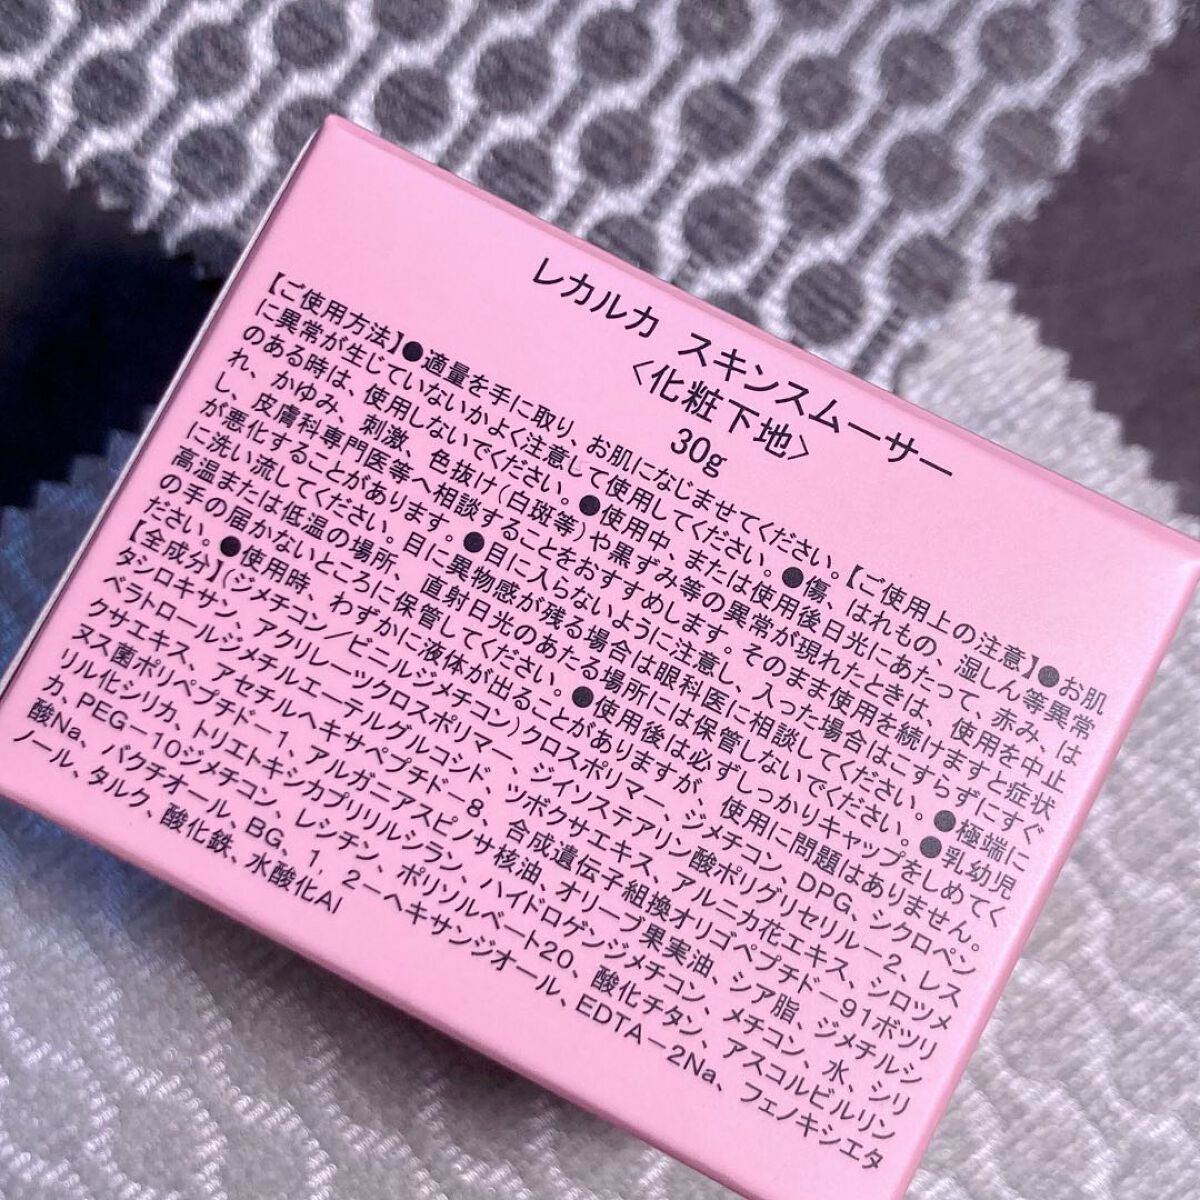 レカルカ スキンスムーサー
<化粧下地>
30g
【ご使用方法】●適量を手に取り、お肌になじませてください。【ご使用上の注意】●お肌
に異常が生じていないかよく注意して使用してください。●傷、はれもの、湿しん等異常
のある時は、使用しないでください。●使用中、または使用後日光にあたって、赤み、は
れ、かゆみ、刺激、色抜け(白斑等)や黒ずみ等の異常が現れたときは、使用を中止
し、皮膚科専門医等へ相談することをおすすめします。そのまま使用を続けますと症状
が悪化することがあります。●目に入らないように注意し、入った場合はこすらずにすぐ
に洗い流してください。目に異物感が残る場合は眼科医に相談してください。●極端に
高温または低温の場所、直射日光のあたる場所には保管しないでください。●乳幼児
の手の届かないところに保管してください。●使用後は必ずしっかりキャップをしめてく
ださい。●使用時、わずかに液体が出ることがありますが、使用に問題はありません。
【全成分】(ジメチコン/ビニルジメチコン)クロスポリマー、ジメチコン、DPG、シクロペン
タシロキサン、アクリレーツクロスポリマー、ジイソステアリン酸ポリグリセリル-2、レス
ベラトロールジメチルエーテルグルコシド、ツボクサエキス、アルニカ花エキス、シロツメ
クサエキス、アセチルヘキサペプチド-8、合成遺伝子組換オリゴペプチド-91ボツリ
ヌス菌ポリペプチド-1、アルガニアスピノサ核油、オリーブ果実油、シア脂、ジメチルシ
リル化シリカ、トリエトキシカプリリルシラン、ハイドロゲンジメチコン、メチコン、水、シリ
カ、PEG-10ジメチコン、レシチン、ポリソルベート20、酸化チタン、アスコルビルリン
酸Na、バクチオール、BG、1,2-ヘキサンジオール、EDTA-2Na、フェノキシエタ
ノール、タルク、酸化鉄、水酸化Al